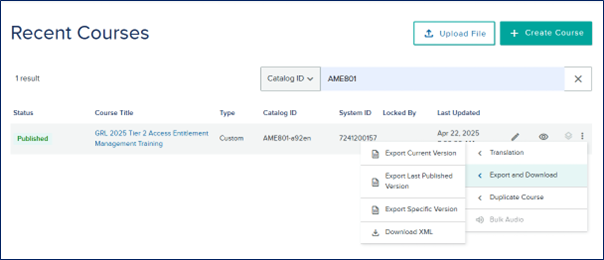 Recent Courses
Upload File
+ Create Course
1 result
Catalog ID
AME801
Status
Course Title
Type
Catalog ID
System ID
Locked By
Last Updated
Published
GRL 2025 Tier 2 Access Entitlement
Management Training
Custom
AME801-a92en
7241200157
Apr 22, 2025
Export Current Version
Export Last Published
Version
Export Specific Version
Download XML
Translation
Export and Download
Duplicate Course
Bulk Audio